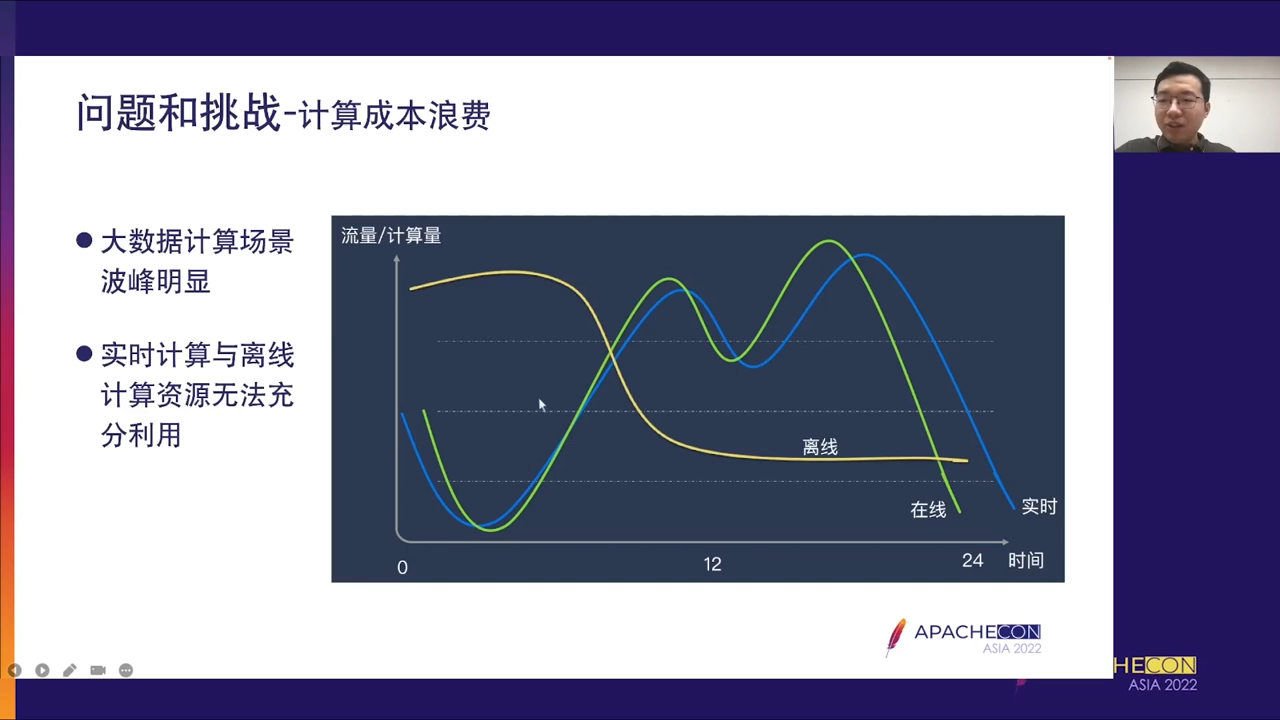 问题和挑战-计算成本浪费
大数据计算场景
波峰明显
实时计算与离线
计算资源无法充
分利用
流量/计算量
离线
在线
实时
0
12
24
时间
APACHECON
ASIA 2022
HECON
ASIA 2022